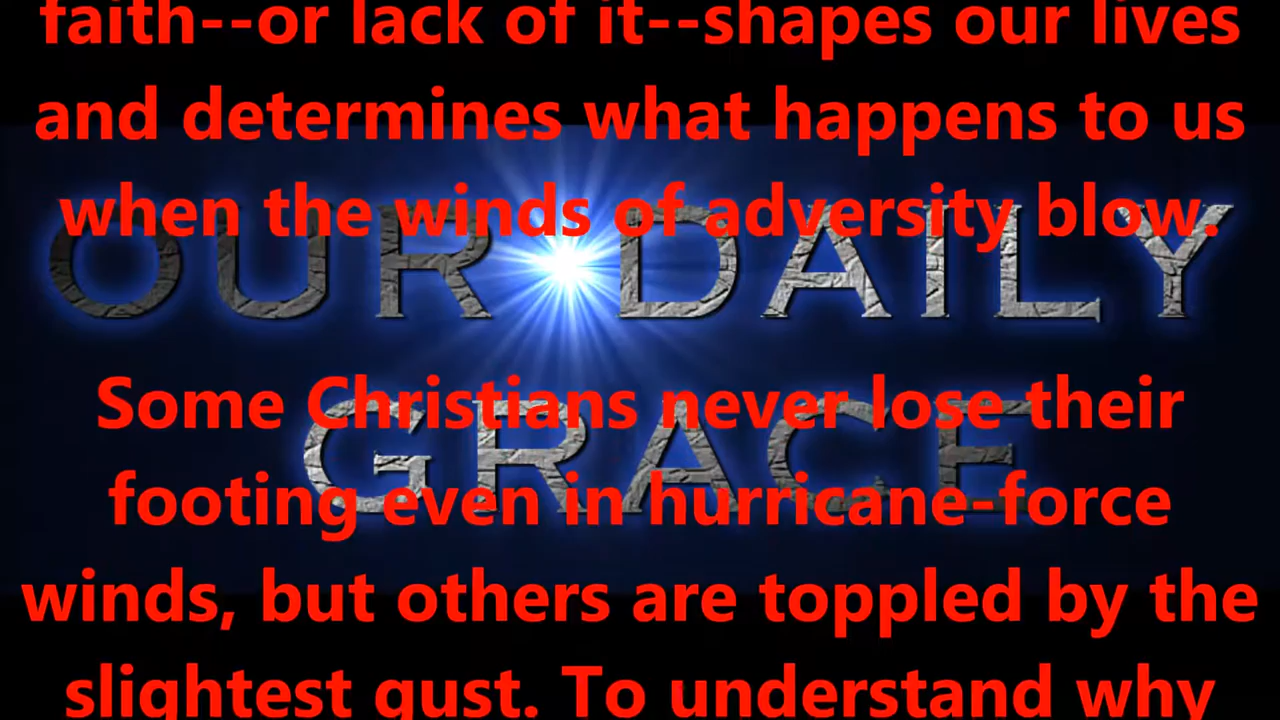 faith--or lack of it--shapes our lives
and determines what happens to us
when the winds of adversity blow.
OUR DAILY
Some Christians never lose their
GRACE
footing even in hurricane-force
winds, but others are toppled by the
slightest gust. To understand why